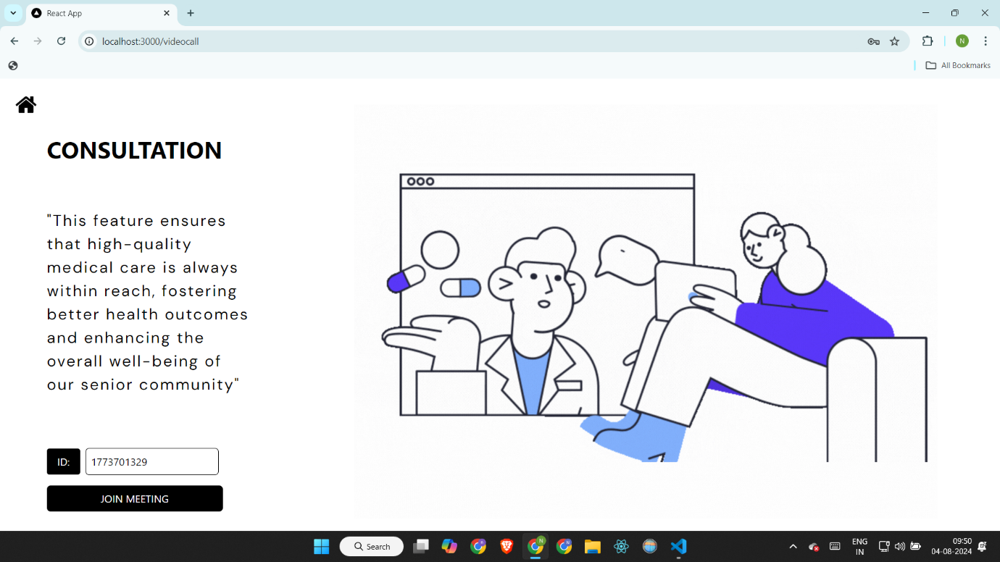 React App
localhost:3000/videocall
N
All Bookmarks
CONSULTATION
"This feature ensures
that high-quality
medical care is always
within reach, fostering
better health outcomes
and enhancing the
overall well-being of
our senior community"
ID:
1773701329
JOIN MEETING
Search
N
ENG
IN
09:50
04-08-2024